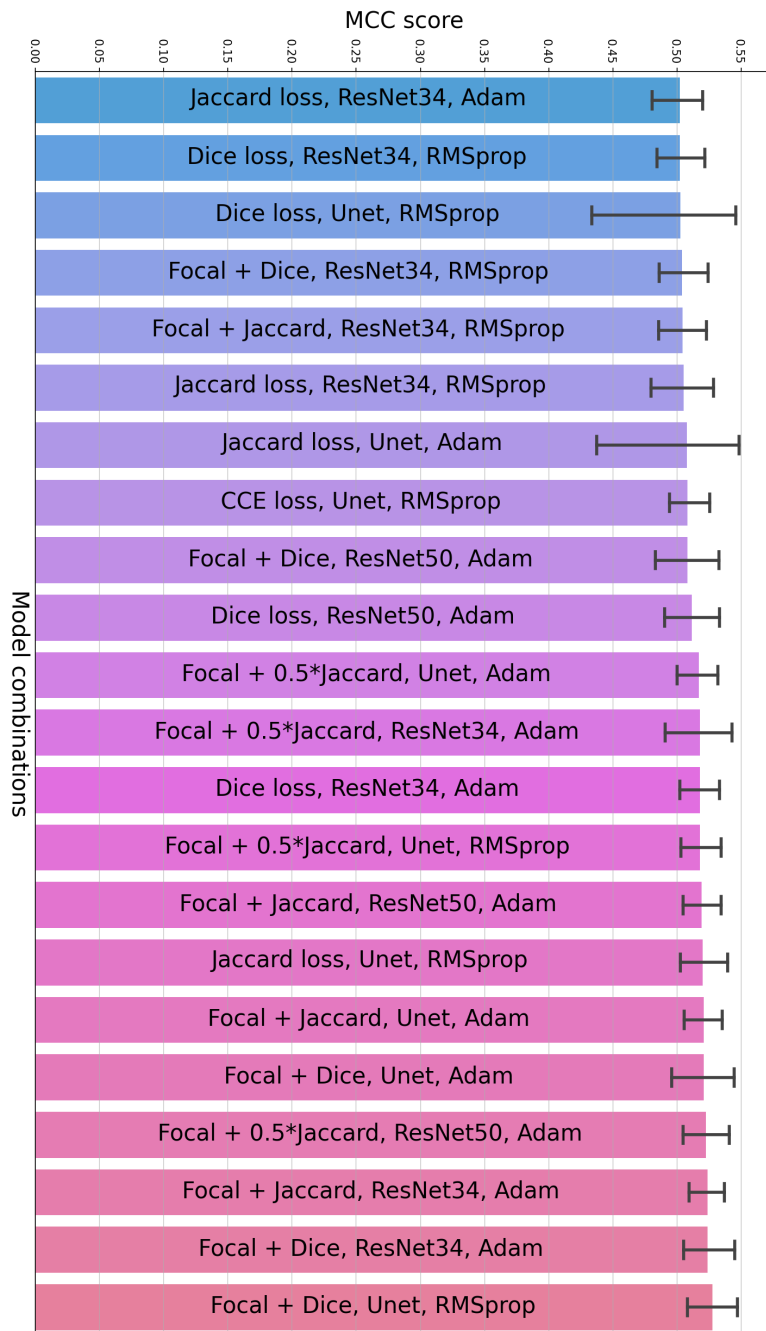 MCC score
0.00 0.05 0.10 0.15 0.20 0.25 0.30 0.35 0.40 0.45 0.50 0.55
Jaccard loss, ResNet34, Adam
Dice loss, ResNet34, RMSprop
Dice loss, Unet, RMSprop
Focal + Dice, ResNet34, RMSprop
Focal + Jaccard, ResNet34, RMSprop
Jaccard loss, ResNet34, RMSprop
Jaccard loss, Unet, Adam
CCE loss, Unet, RMSprop
Focal + Dice, ResNet50, Adam
Dice loss, ResNet50, Adam
Focal + 0.5*Jaccard, Unet, Adam
Focal + 0.5*Jaccard, ResNet34, Adam
Dice loss, ResNet34, Adam
Focal + 0.5*Jaccard, Unet, RMSprop
Focal + Jaccard, ResNet50, Adam
Jaccard loss, Unet, RMSprop
Focal + Jaccard, Unet, Adam
Focal + Dice, Unet, Adam
Focal + 0.5*Jaccard, ResNet50, Adam
Focal + Jaccard, ResNet34, Adam
Focal + Dice, ResNet34, Adam
Focal + Dice, Unet, RMSprop
Model combinations